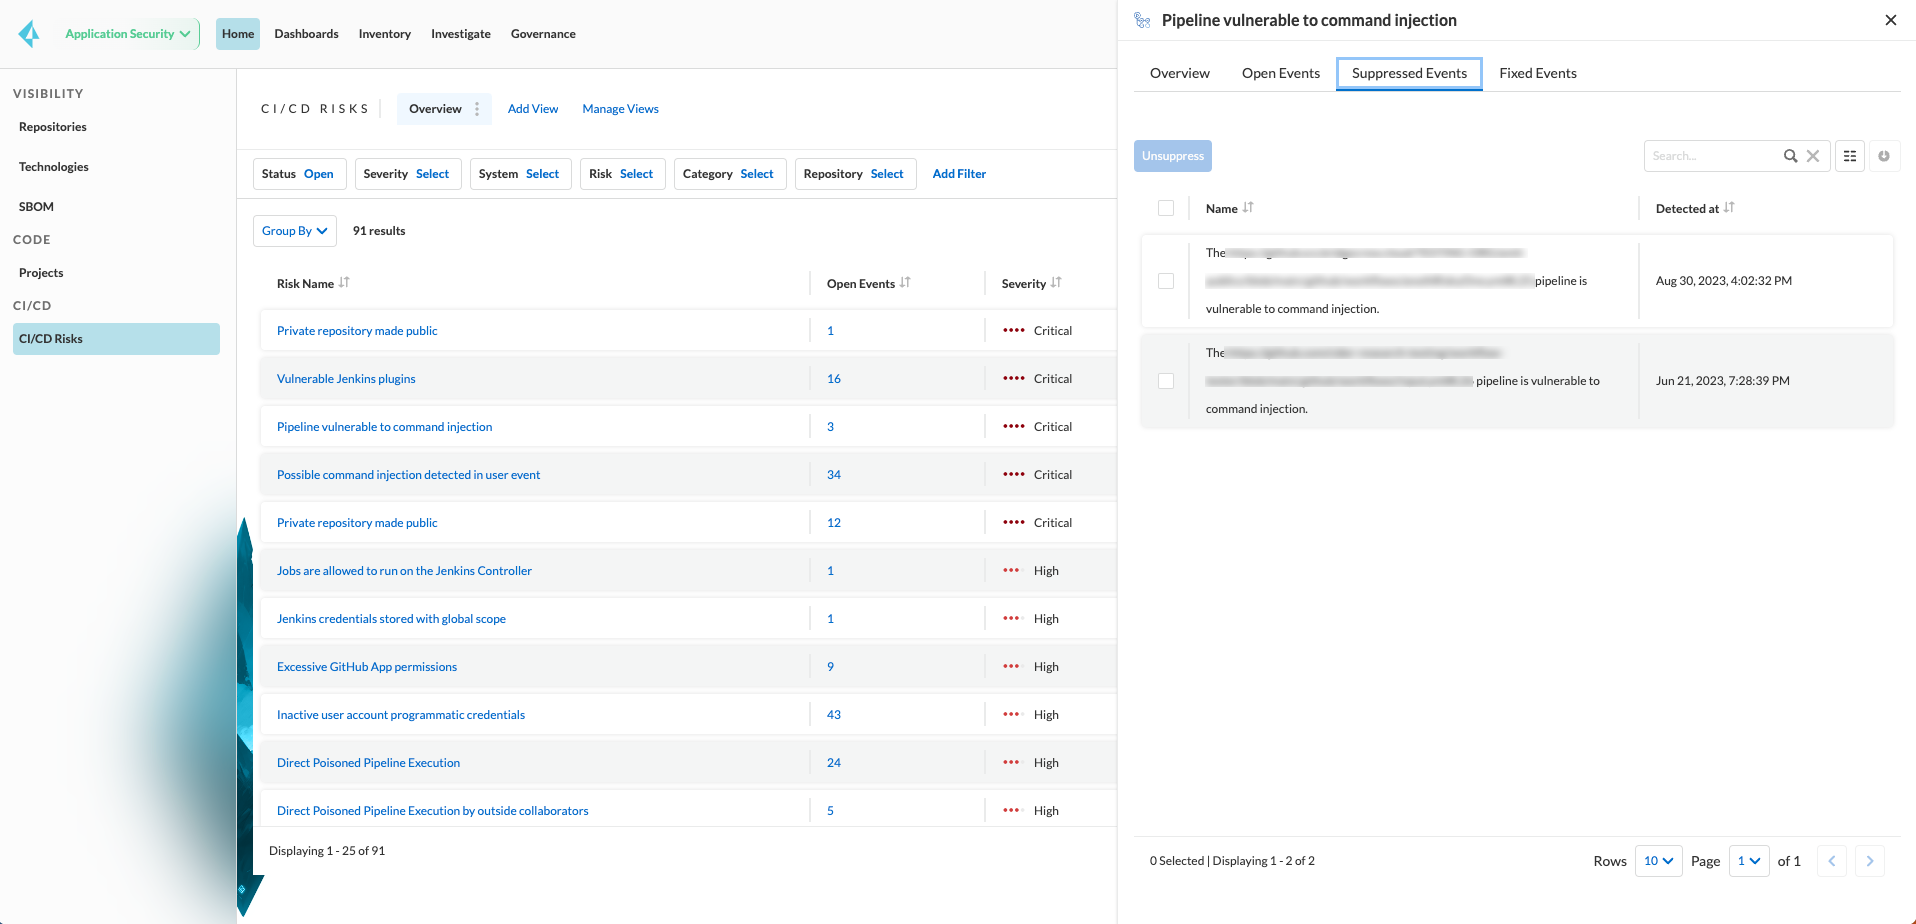 Application Security
Home
Dashboards
Inventory
Investigate
Governance
VISIBILITY
Repositories
Technologies
SBOM
CODE
Projects
CI/CD
CI/CD Risks
CI/CD RISKS
Overview
Add View
Manage Views
Status Open
Severity Select
System Select
Risk Select
Category Select
Repository Select
Add Filter
Group By
91 results
Risk Name
Open Events
Severity
Private repository made public
1
Critical
Vulnerable Jenkins plugins
16
Critical
Pipeline vulnerable to command injection
3
Critical
Possible command injection detected in user event
34
Critical
Private repository made public
12
Critical
Jobs are allowed to run on the Jenkins Controller
1
High
Jenkins credentials stored with global scope
1
High
Excessive GitHub App permissions
9
High
Inactive user account programmatic credentials
43
High
Direct Poisoned Pipeline Execution
24
High
Direct Poisoned Pipeline Execution by outside collaborators
5
High
Displaying 1 - 25 of 91
Pipeline vulnerable to command injection
Overview
Open Events
Suppressed Events
Fixed Events
Unsuppress
Search...
Name
Detected at
The
pipeline is
vulnerable to command injection.
Aug 30, 2023, 4:02:32 PM
The
pipeline is vulnerable to
command injection.
Jun 21, 2023, 7:28:39 PM
0 Selected | Displaying 1 - 2 of 2
Rows 10 Page 1 of 1